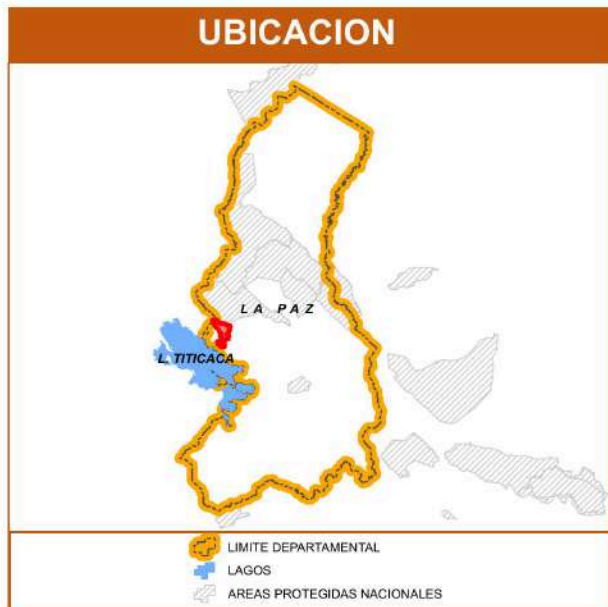 UBICACION
LA PAZ
L. TITICACA
LIMITE DEPARTAMENTAL
LAGOS
AREAS PROTEGIDAS NACIONALES